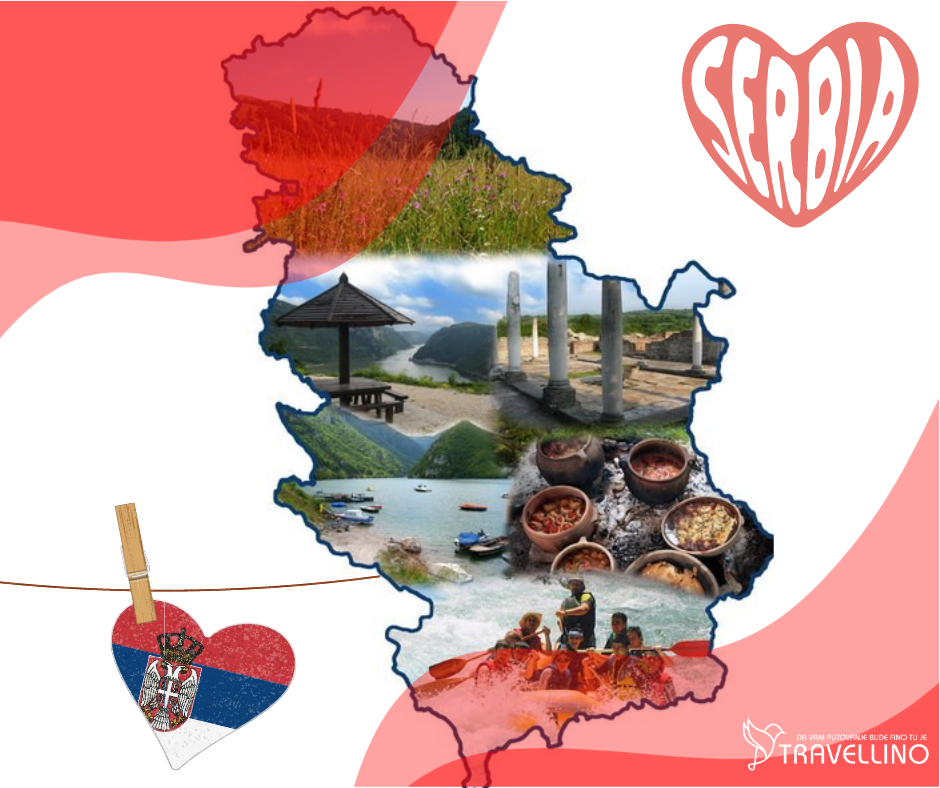 SERBIA
DA VAM PUTOVANJE BUDE FINO TU JE
TRAVELLINO